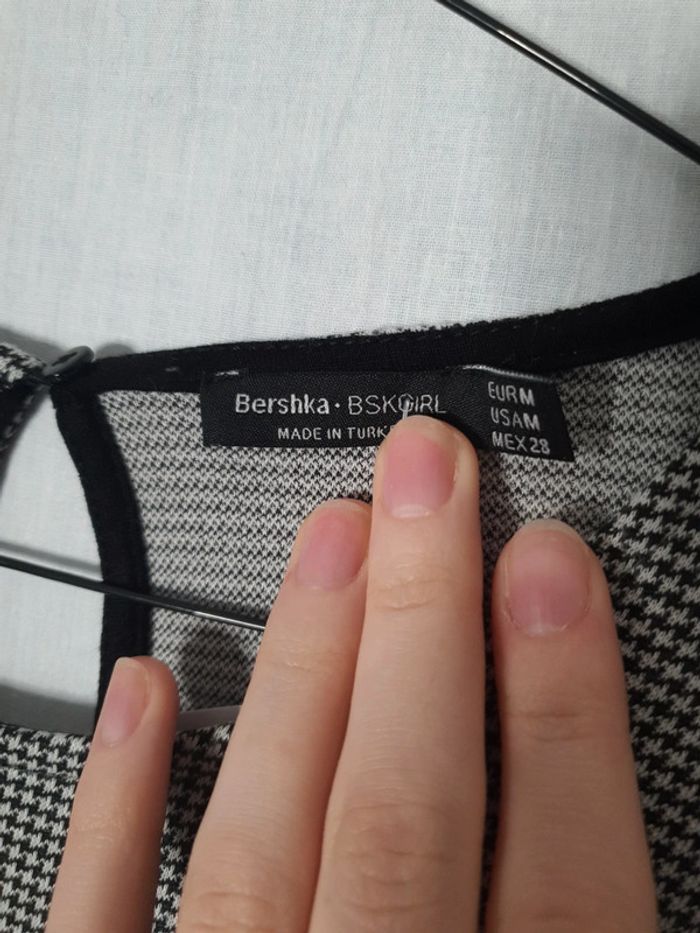 Bershka · BSKGIRL
MADE IN
EUR M
USA M
MEX 28